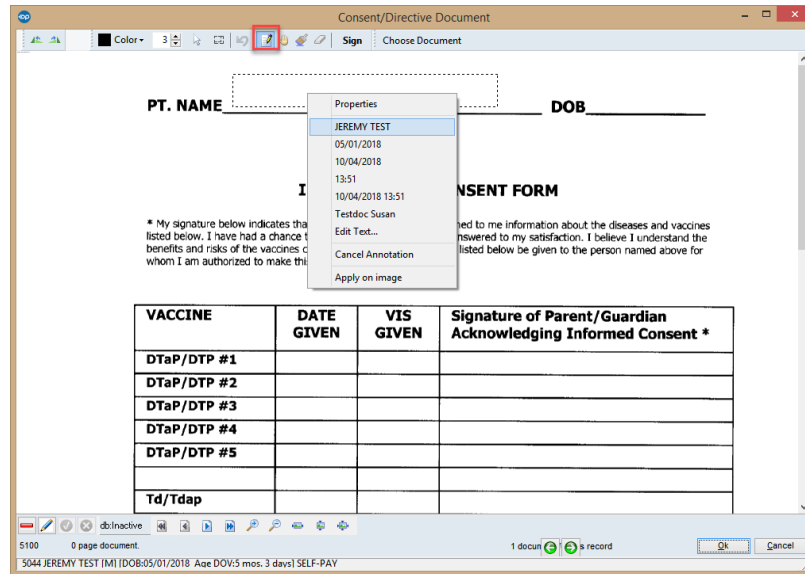 op
Consent/Directive Document
Color 3 Sign Choose Document
PT. NAME DOB
Properties
JEREMY TEST
05/01/2018
10/04/2018
13:51
10/04/2018 13:51
Testdoc Susan
Edit Text...
Cancel Annotation
Apply on image
I NSENT FORM
* My signature below indicates tha ned to me information about the diseases and vaccines
listed below. I have had a chance t nswered to my satisfaction. I believe I understand the
benefits and risks of the vaccines c listed below be given to the person named above for
whom I am authorized to make thi
VACCINE DATE GIVEN VIS GIVEN Signature of Parent/Guardian Acknowledging Informed Consent *
DTaP/DTP #1
DTaP/DTP #2
DTaP/DTP #3
DTaP/DTP #4
DTaP/DTP #5
Td/Tdap
db:Inactive
5100 0 page document. 1 docun s record Ok Cancel
5044 JEREMY TEST [M] [DOB:05/01/2018 Age DOV:5 mos. 3 days] SELF-PAY